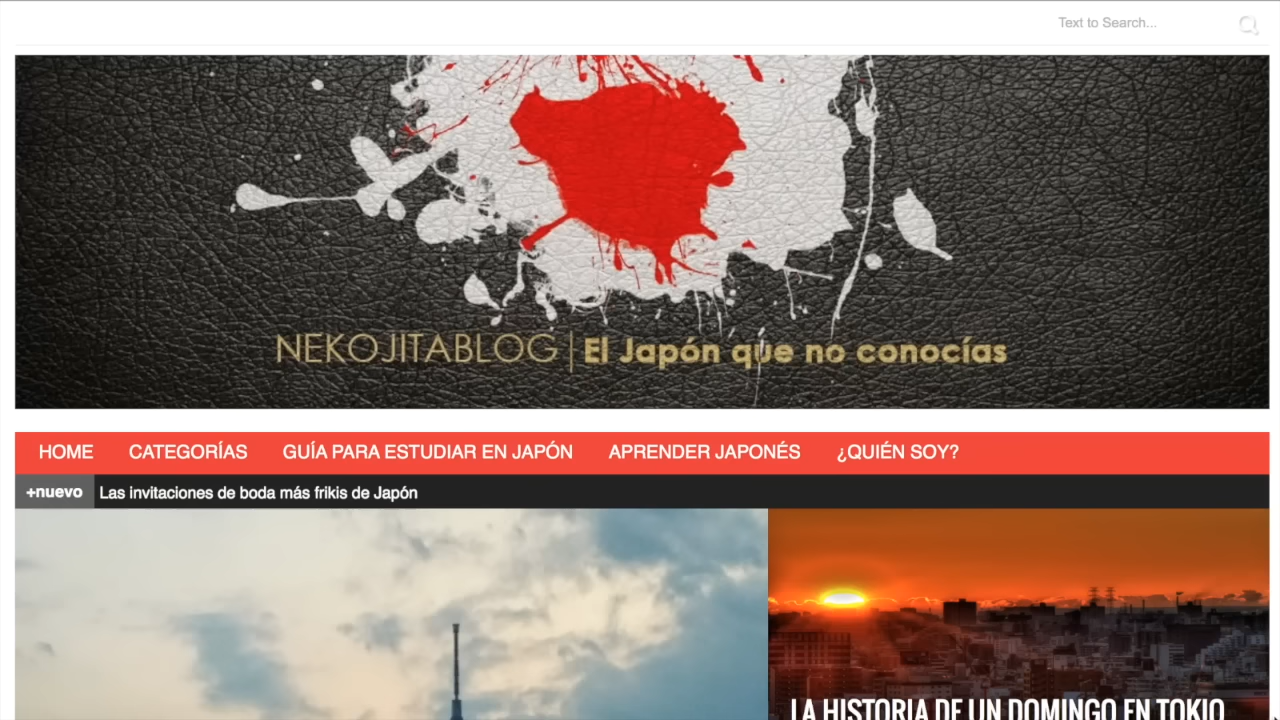 Text to Search...
NEKOJITABLOG | El Japón que no conocías
HOME CATEGORÍAS GUÍA PARA ESTUDIAR EN JAPÓN APRENDER JAPONÉS ¿QUIÉN SOY?
+nuevo Las invitaciones de boda más frikis de Japón
LA HISTORIA DE UN DOMINGO EN TOKIO